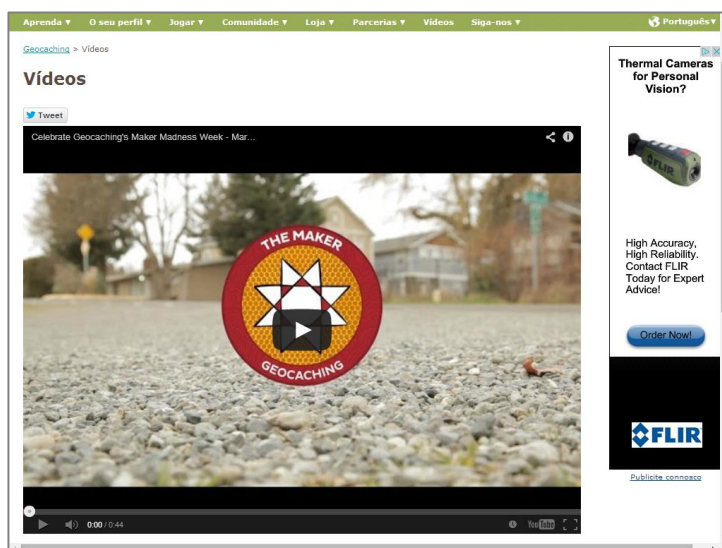 Aprenda ▼ O seu perfil ▼ Jogar ▼ Comunidade ▼ Loja ▼ Parcerias ▼ Vídeos Siga-nos ▼ Português ▼
Geocaching > Vídeos
Vídeos
Tweet
Celebrate Geocaching's Maker Madness Week - Mar...
THE MAKER
GEOCACHING
0:00 / 0:44
YouTube
Thermal Cameras
for Personal
Vision?
FLIR
High Accuracy,
High Reliability.
Contact FLIR
Today for Expert
Advice!
Order Now!
FLIR
Publicite connosco